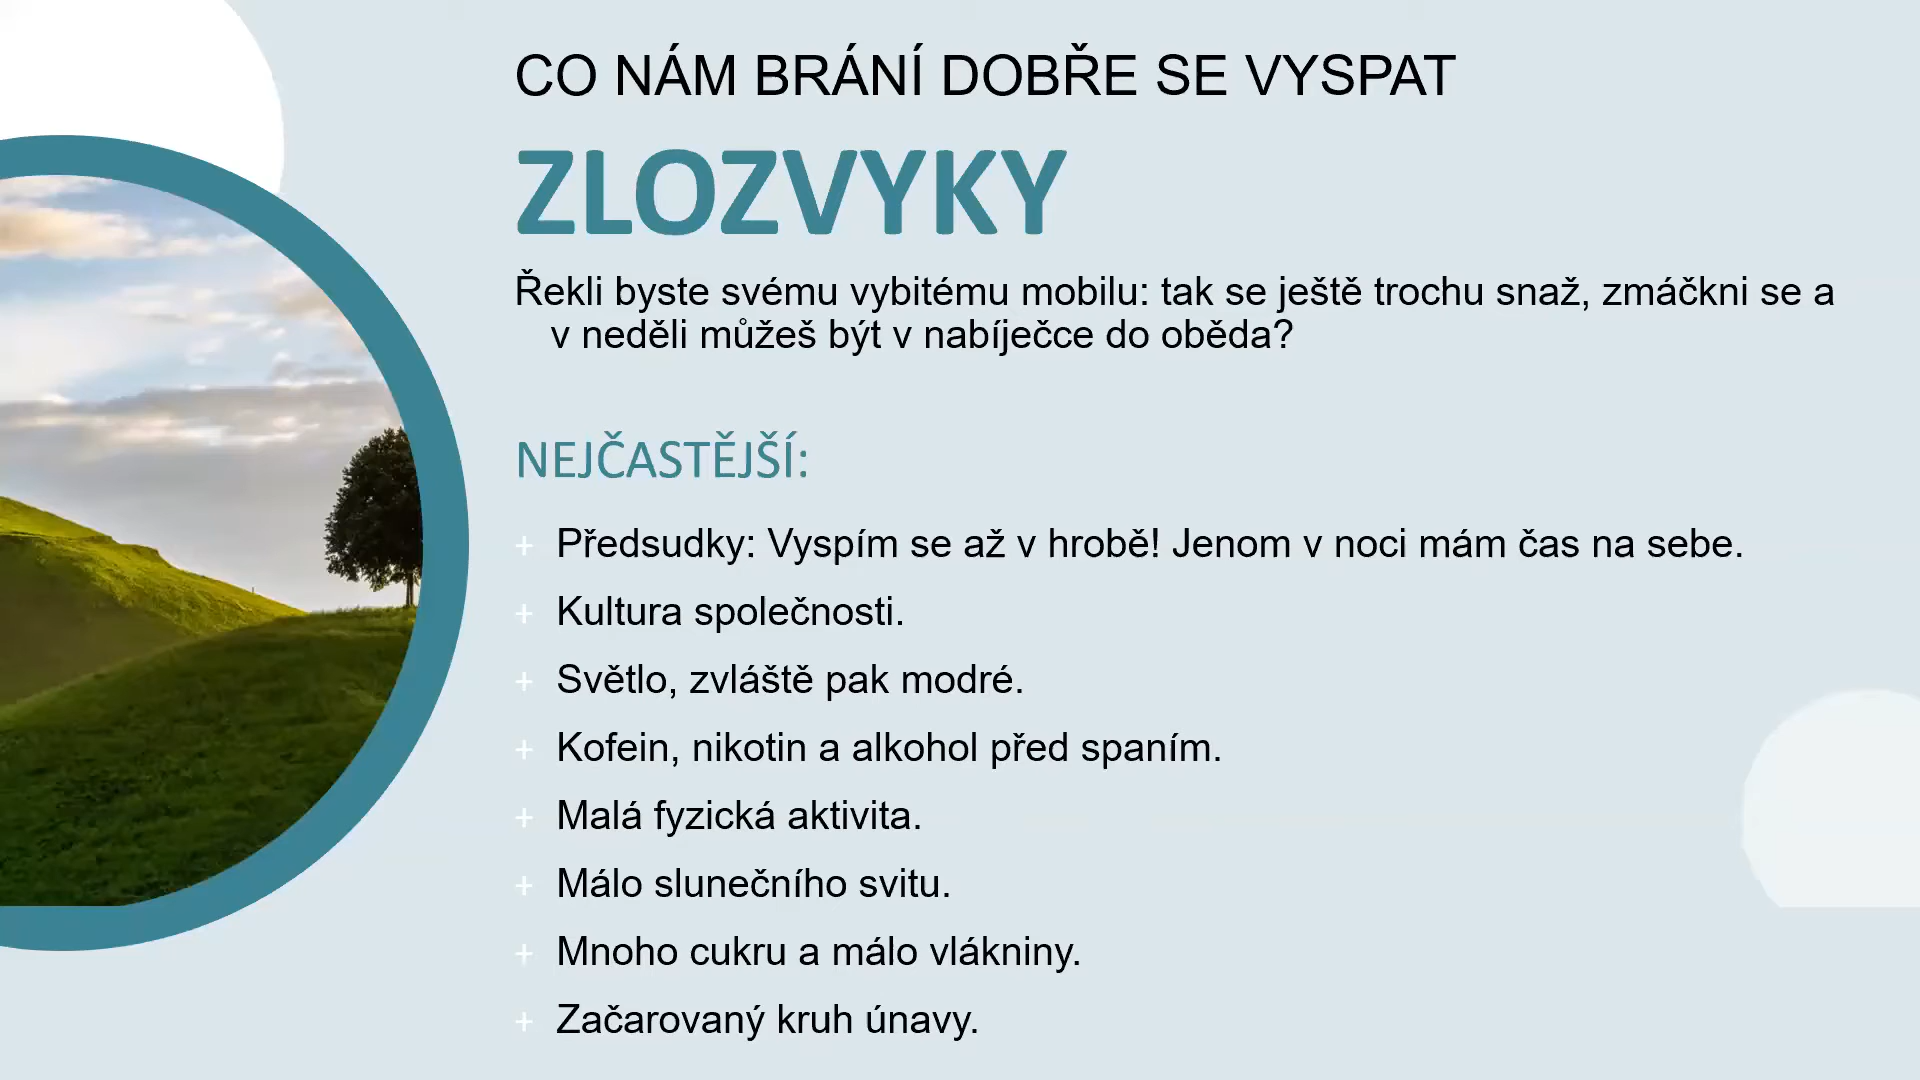 CO NÁM BRÁNÍ DOBŘE SE VYSPAT
ZLOZVYKY
Řekli byste svému vybitému mobilu: tak se ještě trochu snaž, zmáčkni se a
v neděli můžeš být v nabíječce do oběda?
NEJČASTĚJŠÍ:
+ Předsudky: Vyspím se až v hrobě! Jenom v noci mám čas na sebe.
+ Kultura společnosti.
+ Světlo, zvláště pak modré.
+ Kofein, nikotin a alkohol před spaním.
+ Malá fyzická aktivita.
+ Málo slunečního svitu.
+ Mnoho cukru a málo vlákniny.
+ Začarovaný kruh únavy.